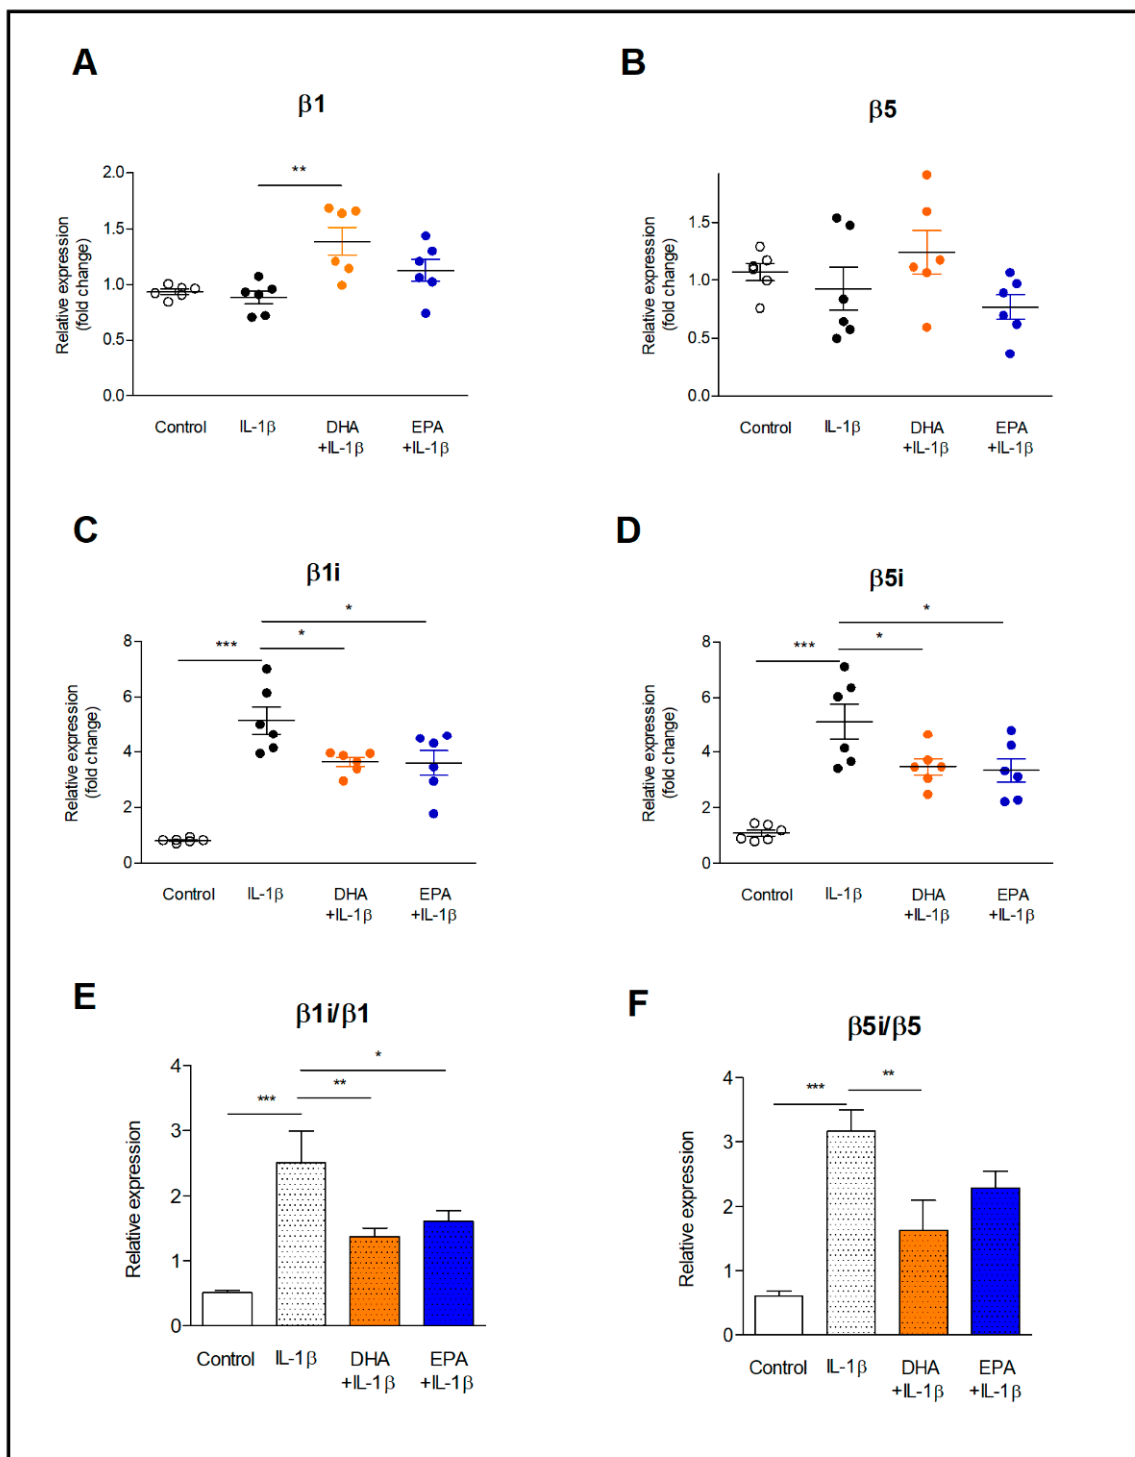 A
β1
Relative expression
(fold change)
2.0
1.5
1.0
0.5
0.0
**
Control
IL-1β
DHA
+IL-1β
EPA
+IL-1β
B
β5
Relative expression
(fold change)
1.5
1.0
0.5
0.0
Control
IL-1β
DHA
+IL-1β
EPA
+IL-1β
C
β1i
Relative expression
(fold change)
8
6
4
2
0
***
*
*
Control
IL-1β
DHA
+IL-1β
EPA
+IL-1β
D
β5i
Relative expression
(fold change)
8
6
4
2
0
***
*
*
Control
IL-1β
DHA
+IL-1β
EPA
+IL-1β
E
β1i/β1
Relative expression
4
3
2
1
0
***
**
*
Control
IL-1β
DHA
+IL-1β
EPA
+IL-1β
F
β5i/β5
Relative expression
4
3
2
1
0
***
**
Control
IL-1β
DHA
+IL-1β
EPA
+IL-1β